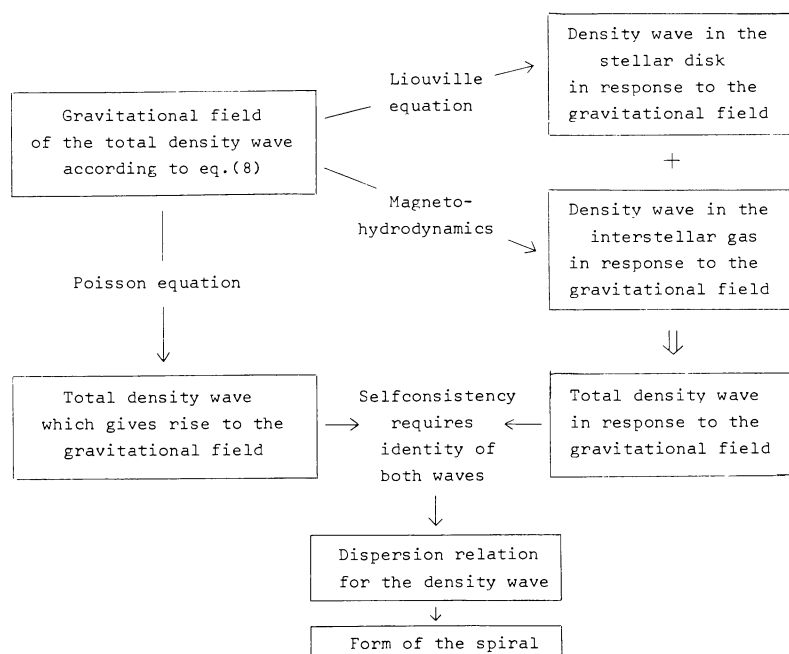 Gravitational field
of the total density wave
according to eq.(8)
Liouville
equation
Density wave in the
stellar disk
in response to the
gravitational field
+
Magneto-
hydrodynamics
Density wave in the
interstellar gas
in response to the
gravitational field
Poisson equation
Total density wave
which gives rise to the
gravitational field
Selfconsistency
requires
identity of
both waves
Total density wave
in response to the
gravitational field
Dispersion relation
for the density wave
Form of the spiral